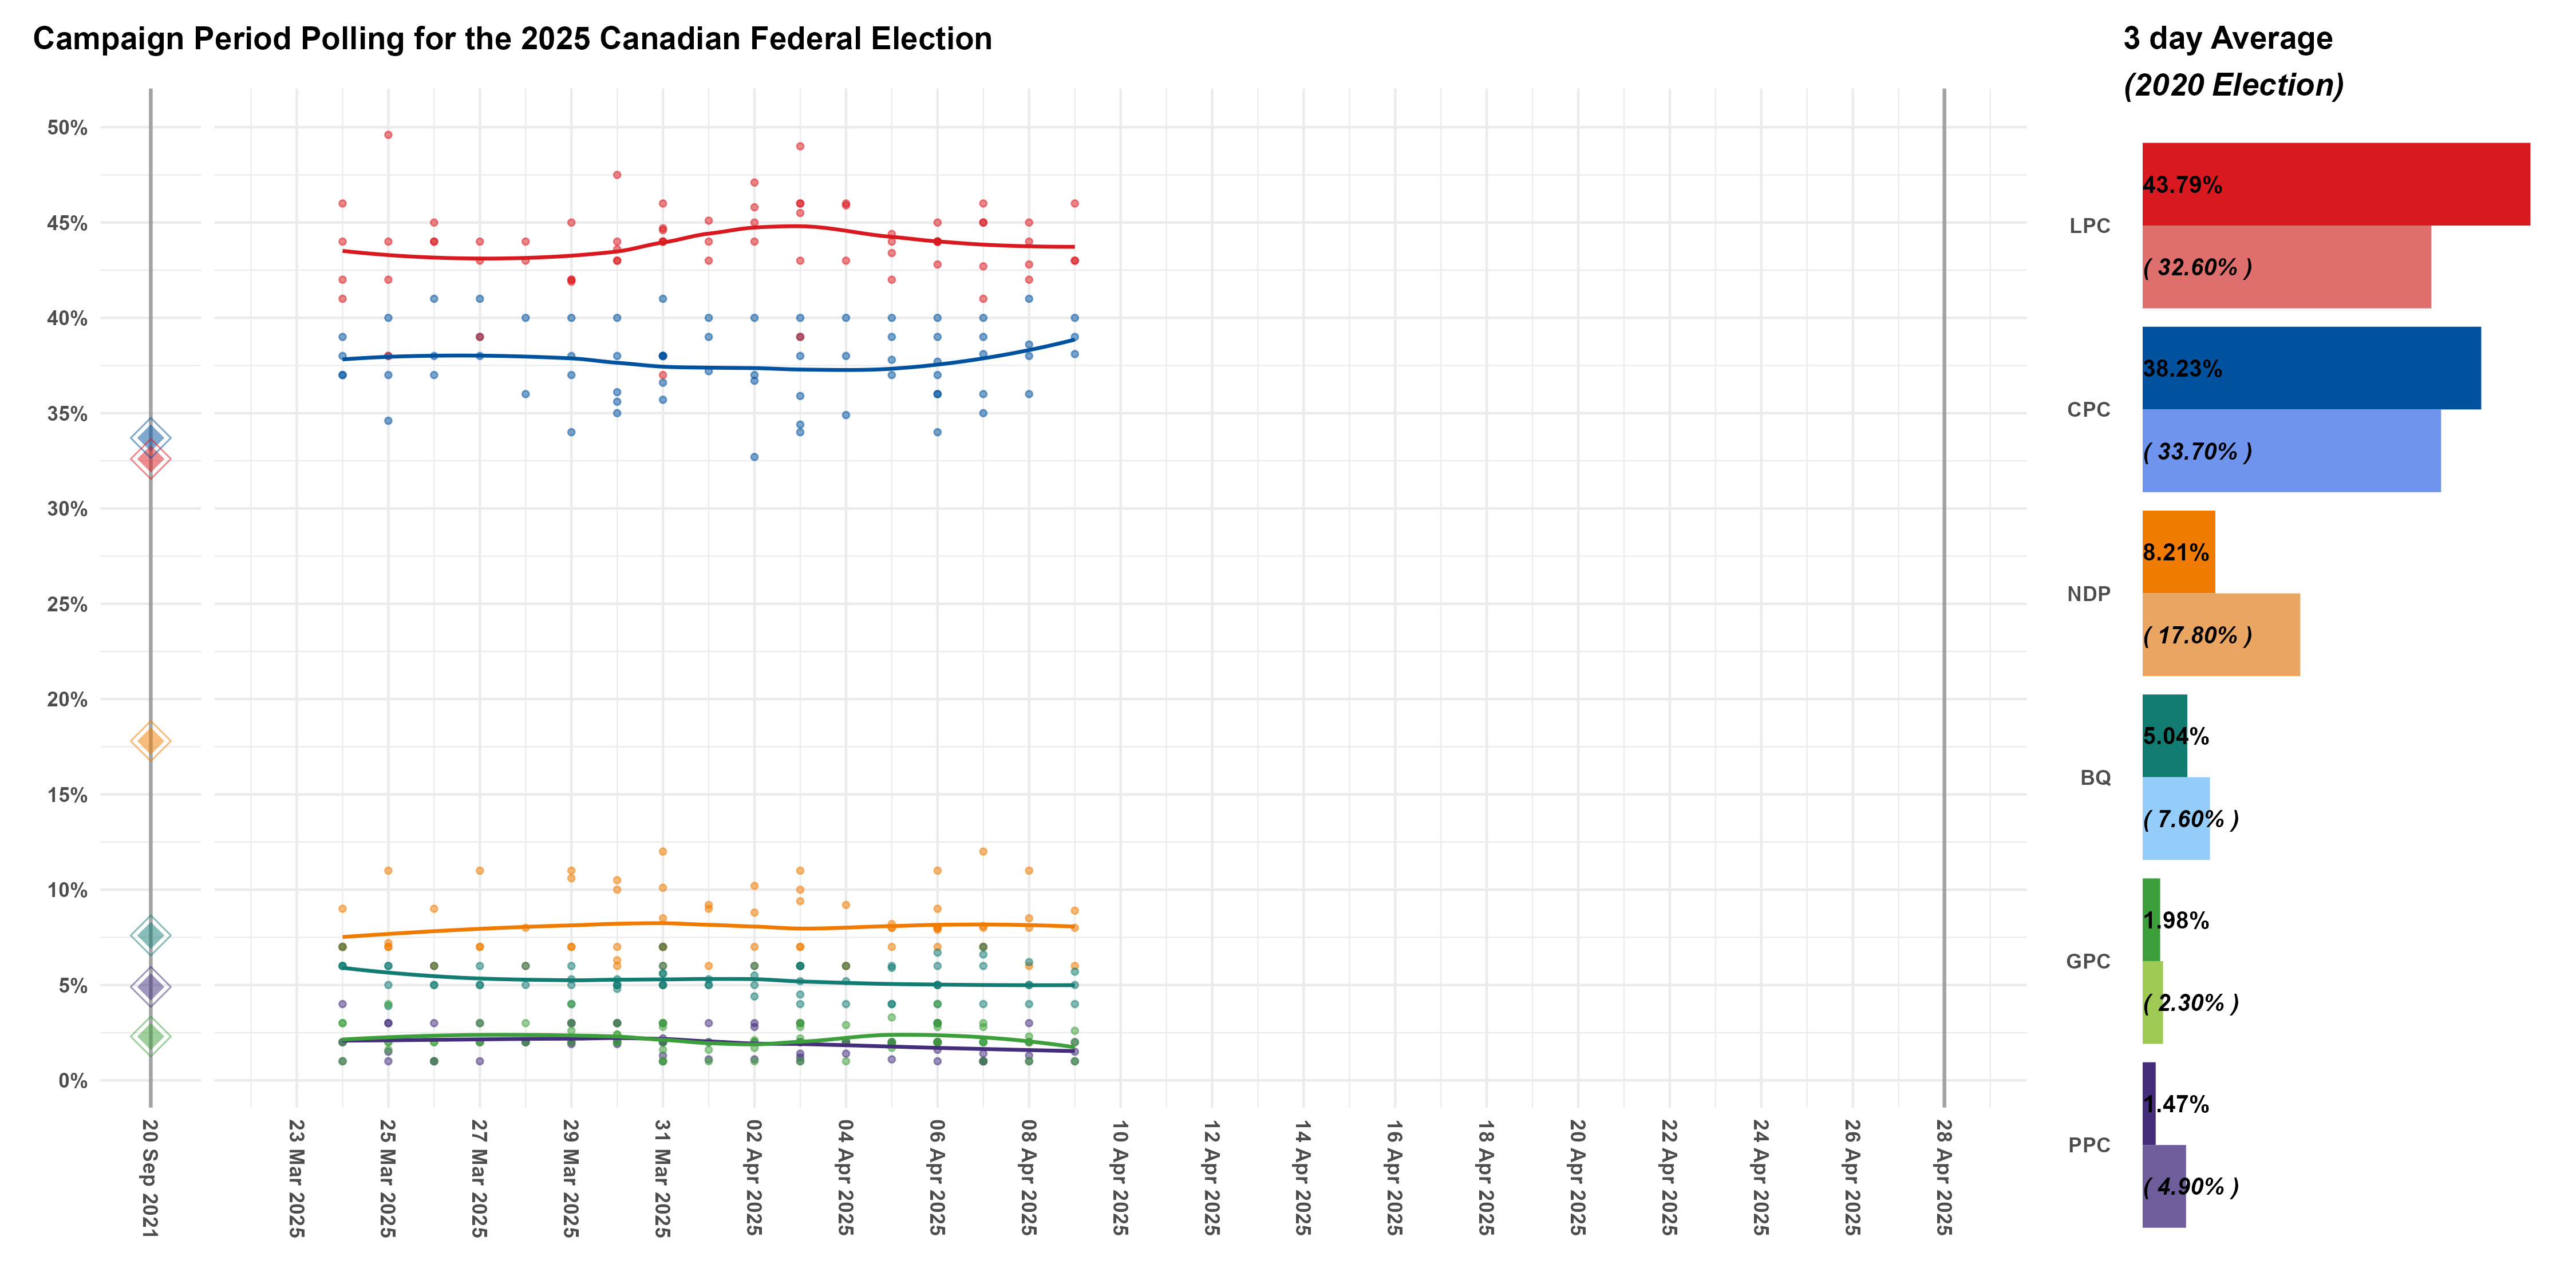 Campaign Period Polling for the 2025 Canadian Federal Election
50%
45%
40%
35%
30%
25%
20%
15%
10%
5%
0%
20 Sep 2021
23 Mar 2025
25 Mar 2025
27 Mar 2025
29 Mar 2025
31 Mar 2025
02 Apr 2025
04 Apr 2025
06 Apr 2025
08 Apr 2025
10 Apr 2025
12 Apr 2025
14 Apr 2025
16 Apr 2025
18 Apr 2025
20 Apr 2025
22 Apr 2025
24 Apr 2025
26 Apr 2025
28 Apr 2025
3 day Average
(2020 Election)
LPC
43.79%
( 32.60% )
CPC
38.23%
( 33.70% )
NDP
8.21%
( 17.80% )
BQ
5.04%
( 7.60% )
GPC
1.98%
( 2.30% )
PPC
1.47%
( 4.90% )